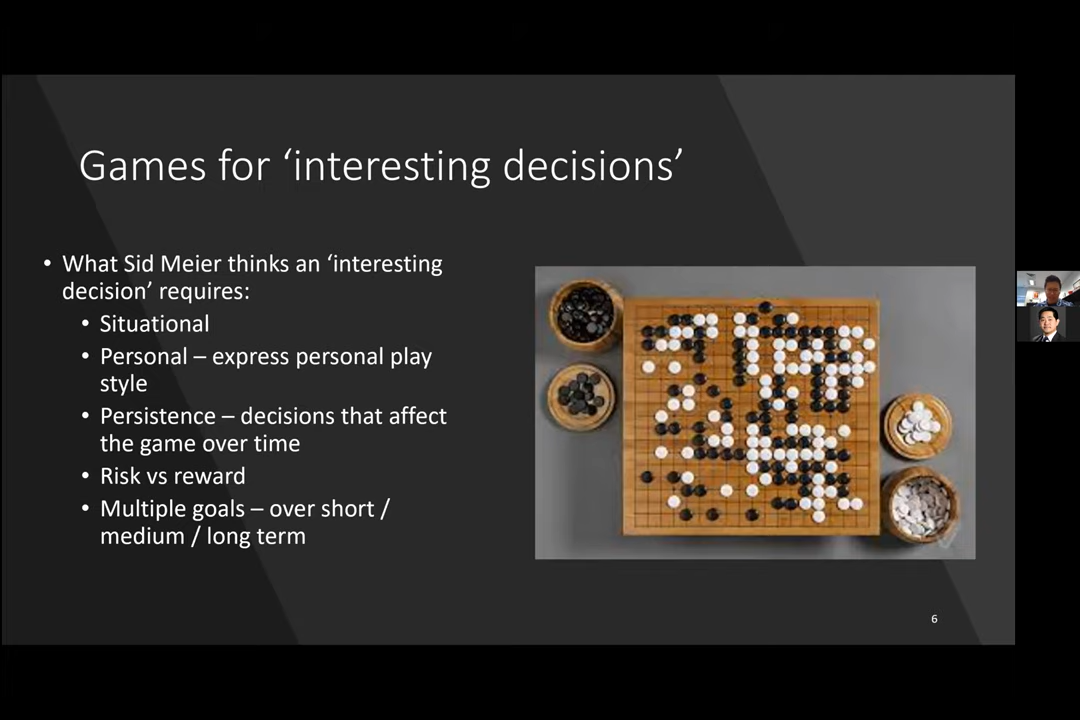 Games for ‘interesting decisions’
• What Sid Meier thinks an ‘interesting
decision’ requires:
• Situational
• Personal – express personal play
style
• Persistence – decisions that affect
the game over time
• Risk vs reward
• Multiple goals – over short /
medium / long term
6